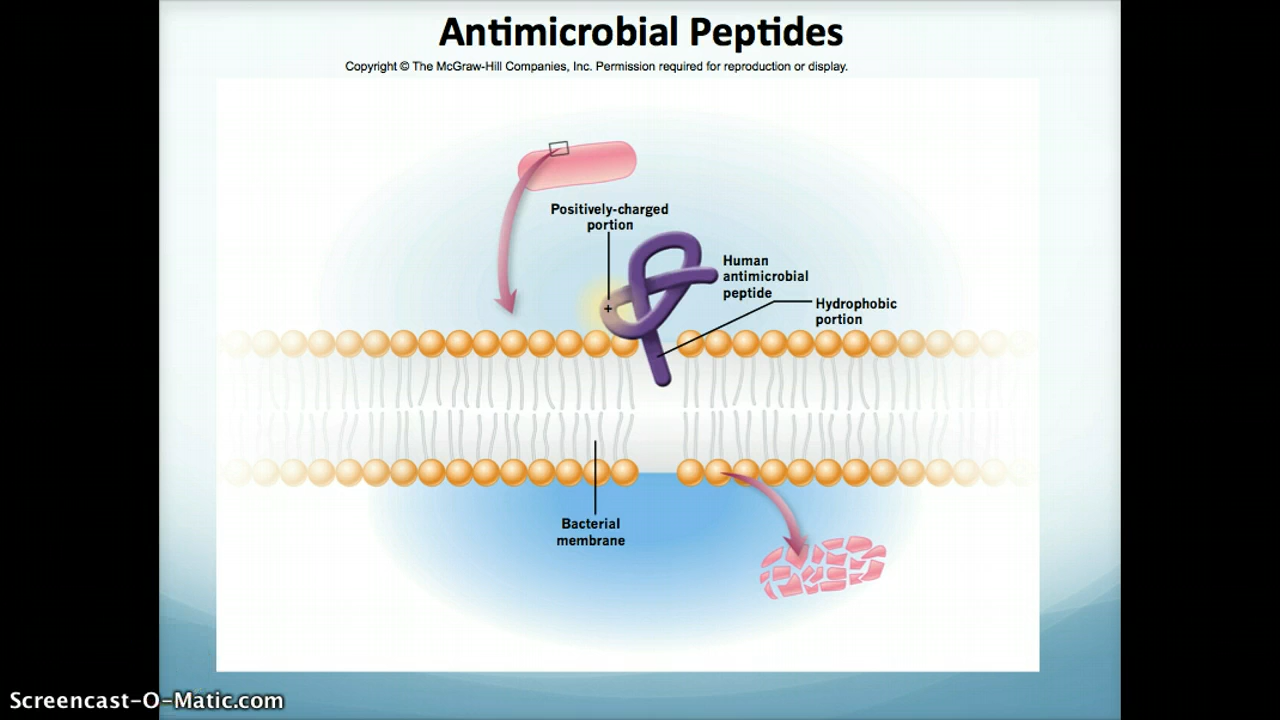 Antimicrobial Peptides
Copyright © The McGraw-Hill Companies, Inc. Permission required for reproduction or display.
Positively-charged
portion
+
Human
antimicrobial
peptide
Hydrophobic
portion
Bacterial
membrane
Screencast-O-Matic.com